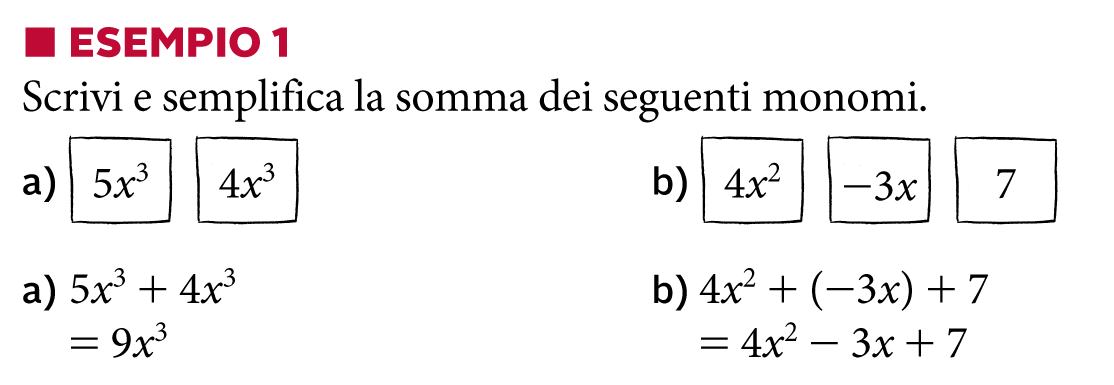 ESEMPIO 1
Scrivi e semplifica la somma dei seguenti monomi.
a) 5x³ 4x³
b) 4x² −3x 7
a) 5x³ + 4x³
= 9x³
b) 4x² + (−3x) + 7
= 4x² − 3x + 7